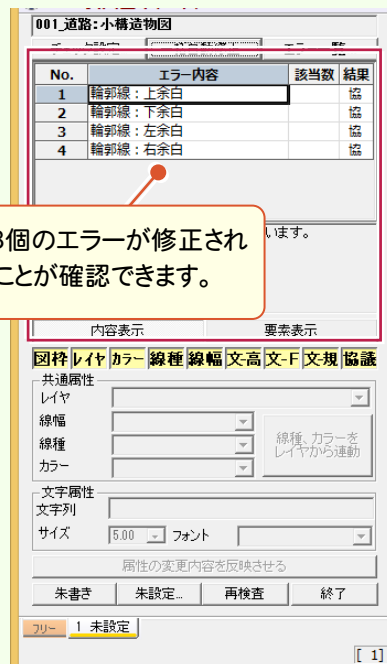 001_道路:小構造物図
エラー
No. エラー内容 該当数 結果
1 輪郭線：上余白 協
2 輪郭線：下余白 協
3 輪郭線：左余白 協
4 輪郭線：右余白 協
個のエラーが修正され
ことが確認できます。
います。
内容表示 要素表示
図枠 レイヤ カラー 線種 線幅 文-高 文-F 文-規 協議
共通属性
レイヤ
線幅
線種
カラー
線種、カラーを
レイヤから連動
文字属性
文字列
サイズ 5.00 フォント
属性の変更内容を反映させる
朱書き 朱設定... 再検査 終了
フリー 1 未設定
[ 1]